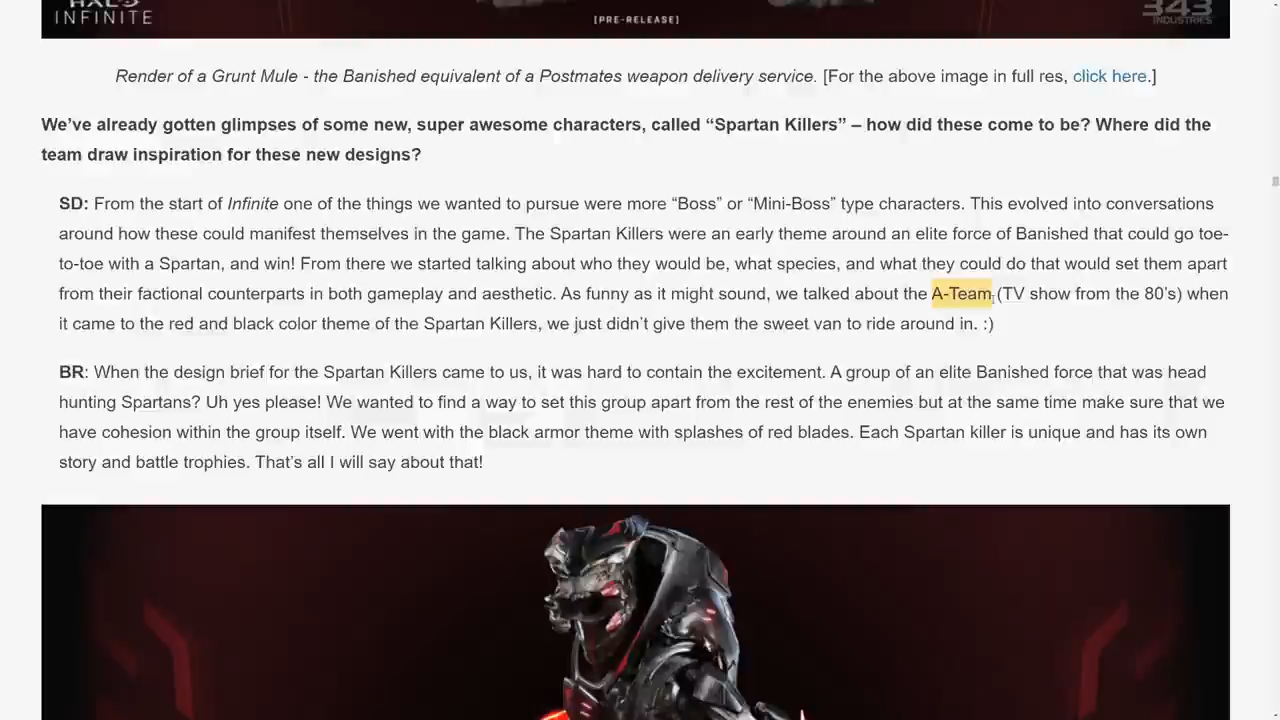 HALO
INFINITE
[PRE-RELEASE]
343
INDUSTRIES
Render of a Grunt Mule - the Banished equivalent of a Postmates weapon delivery service. [For the above image in full res, click here.]
We’ve already gotten glimpses of some new, super awesome characters, called “Spartan Killers” – how did these come to be? Where did the
team draw inspiration for these new designs?
SD: From the start of Infinite one of the things we wanted to pursue were more “Boss” or “Mini-Boss” type characters. This evolved into conversations
around how these could manifest themselves in the game. The Spartan Killers were an early theme around an elite force of Banished that could go toe-
to-toe with a Spartan, and win! From there we started talking about who they would be, what species, and what they could do that would set them apart
from their factional counterparts in both gameplay and aesthetic. As funny as it might sound, we talked about the A-Team (TV show from the 80’s) when
it came to the red and black color theme of the Spartan Killers, we just didn’t give them the sweet van to ride around in. :)
BR: When the design brief for the Spartan Killers came to us, it was hard to contain the excitement. A group of an elite Banished force that was head
hunting Spartans? Uh yes please! We wanted to find a way to set this group apart from the rest of the enemies but at the same time make sure that we
have cohesion within the group itself. We went with the black armor theme with splashes of red blades. Each Spartan killer is unique and has its own
story and battle trophies. That’s all I will say about that!